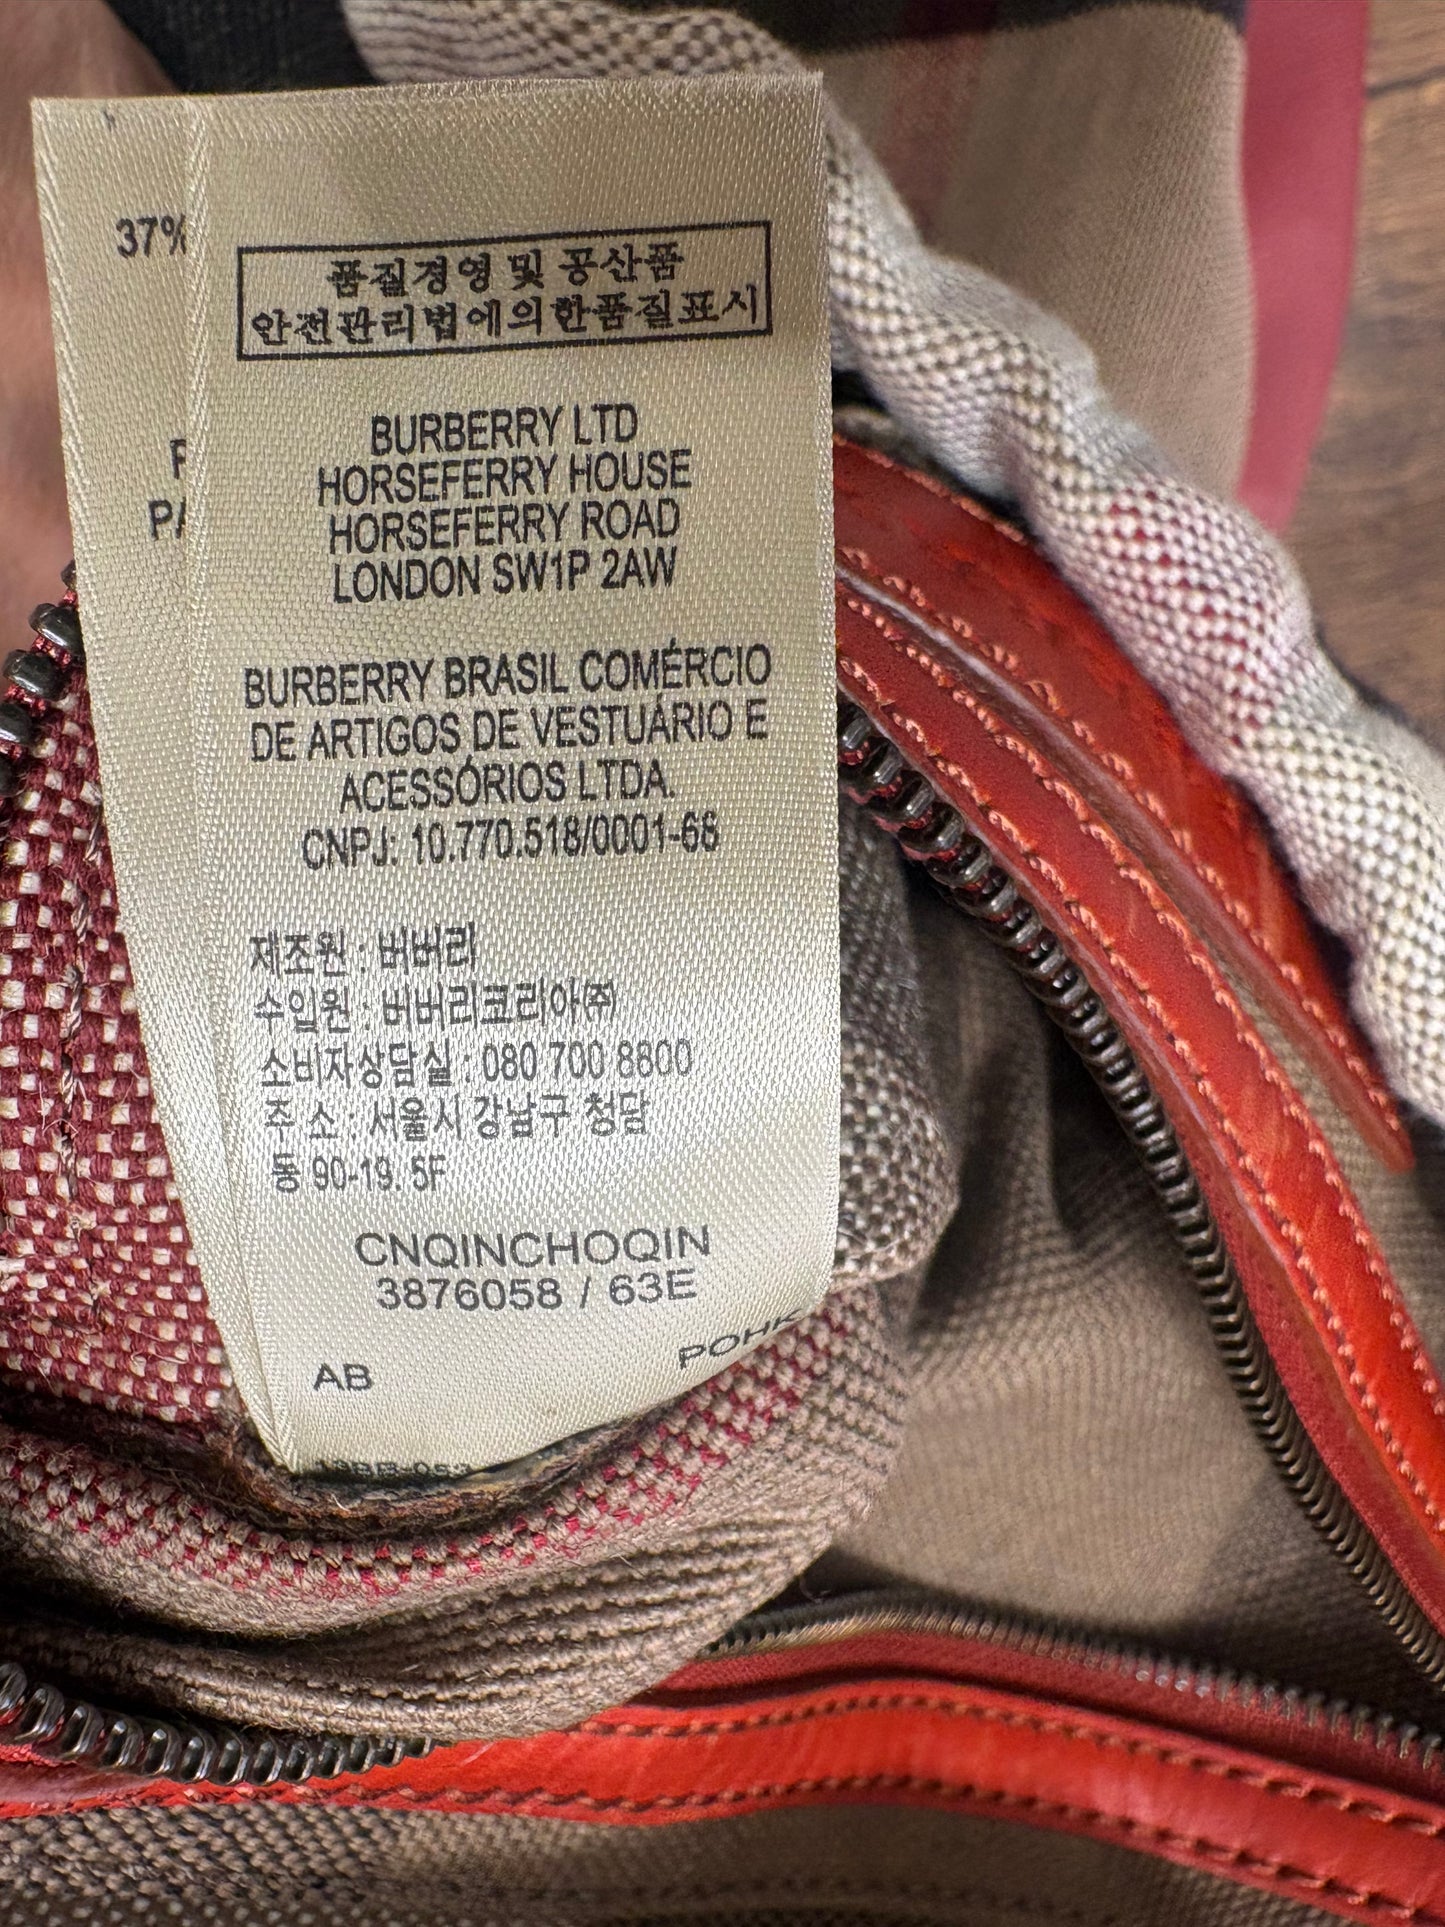 37%
품질경영 및 공산품
안전관리법에의한품질표시
BURBERRY LTD
HORSEFERRY HOUSE
HORSEFERRY ROAD
LONDON SW1P 2AW
BURBERRY BRASIL COMÉRCIO
DE ARTIGOS DE VESTUÁRIO E
ACESSÓRIOS LTDA.
CNPJ: 10.770.518/0001-66
제조원 : 버버리
수입원 : 버버리코리아㈜
소비자상담실 : 080 700 8800
주 소 : 서울시 강남구 청담
동 90-19. 5F
CNQINCHOQIN
3876058 / 63E
AB